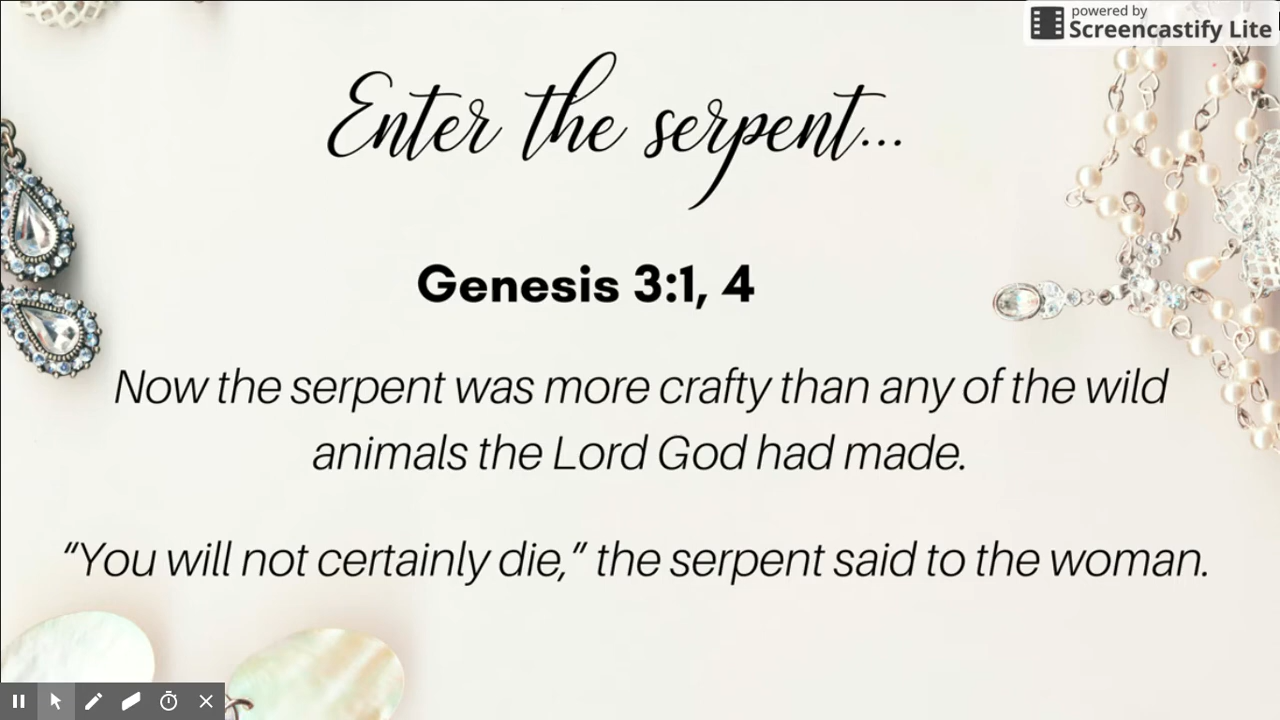 powered by
Screencastify Lite
Enter the serpent...
Genesis 3:1, 4
Now the serpent was more crafty than any of the wild
animals the Lord God had made.
“You will not certainly die,” the serpent said to the woman.